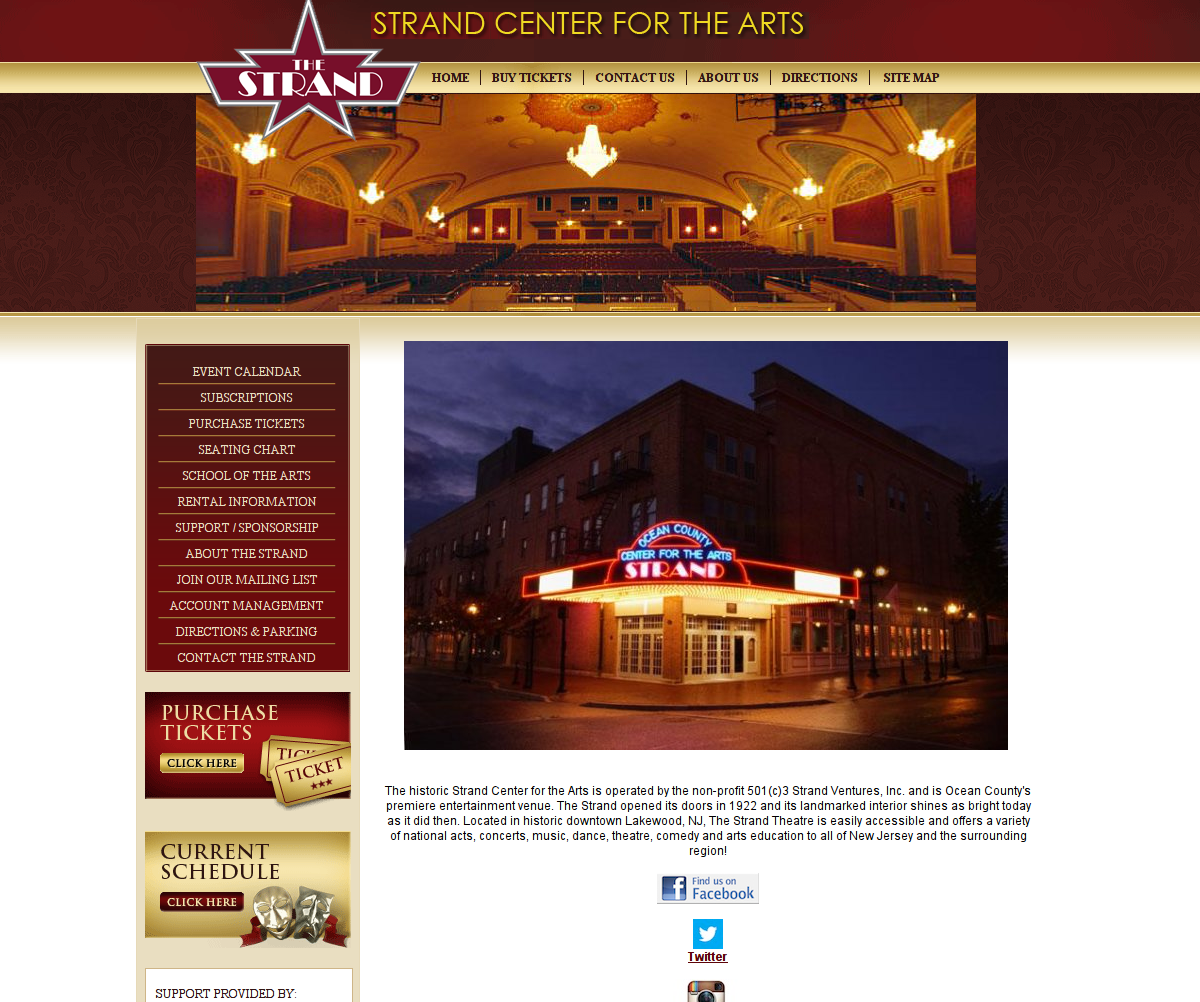 STRAND CENTER FOR THE ARTS
THE
STRAND
HOME
BUY TICKETS
CONTACT US
ABOUT US
DIRECTIONS
SITE MAP
EVENT CALENDAR
SUBSCRIPTIONS
PURCHASE TICKETS
SEATING CHART
SCHOOL OF THE ARTS
RENTAL INFORMATION
SUPPORT / SPONSORSHIP
ABOUT THE STRAND
JOIN OUR MAILING LIST
ACCOUNT MANAGEMENT
DIRECTIONS & PARKING
CONTACT THE STRAND
PURCHASE
TICKETS
CLICK HERE
TICKET
CURRENT
SCHEDULE
CLICK HERE
SUPPORT PROVIDED BY:
OCEAN COUNTY
CENTER FOR THE ARTS
STRAND
The historic Strand Center for the Arts is operated by the non-profit 501(c)3 Strand Ventures, Inc. and is Ocean County's
premiere entertainment venue. The Strand opened its doors in 1922 and its landmarked interior shines as bright today
as it did then. Located in historic downtown Lakewood, NJ, The Strand Theatre is easily accessible and offers a variety
of national acts, concerts, music, dance, theatre, comedy and arts education to all of New Jersey and the surrounding
region!
Find us on
Facebook
Twitter